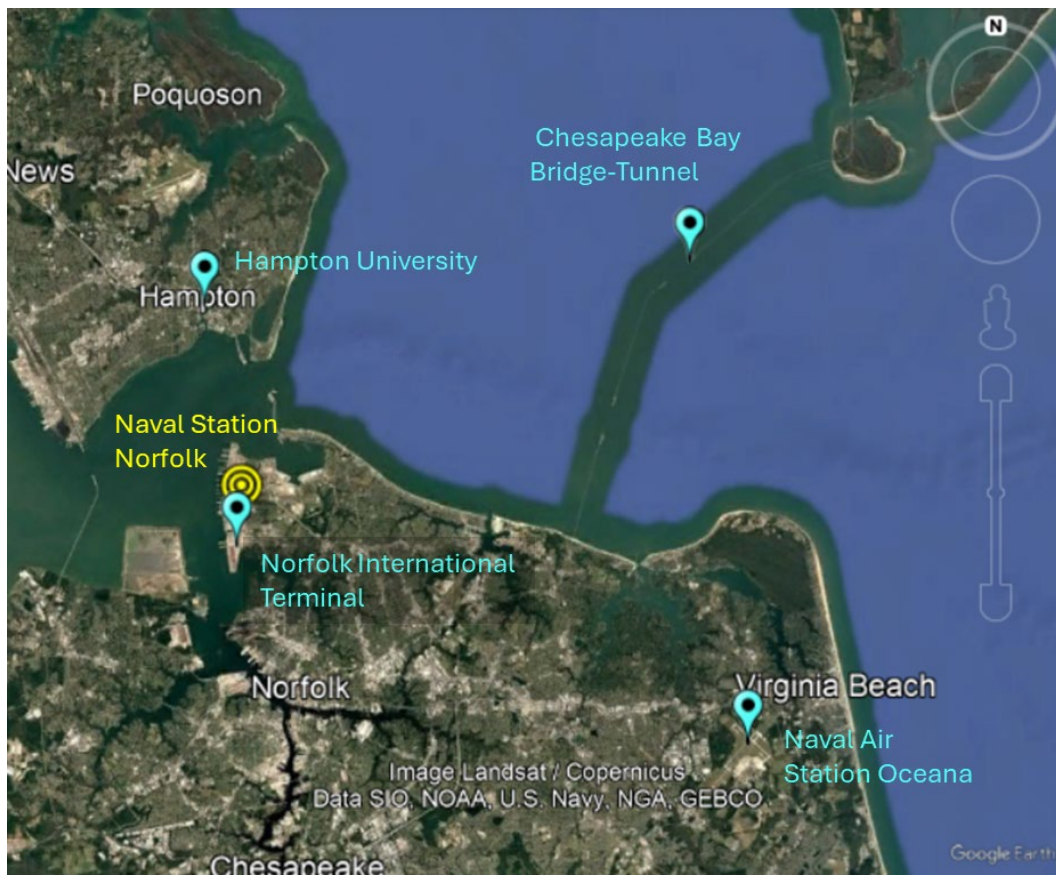 N
Poquoson
Chesapeake Bay
Bridge-Tunnel
News
Hampton University
Hampton
Naval Station
Norfolk
Norfolk International
Terminal
Norfolk
Virginia Beach
Naval Air
Station Oceana
Image Landsat / Copernicus
Data SIO, NOAA, U.S. Navy, NGA, GEBCO
Chesapeake
Google Earth